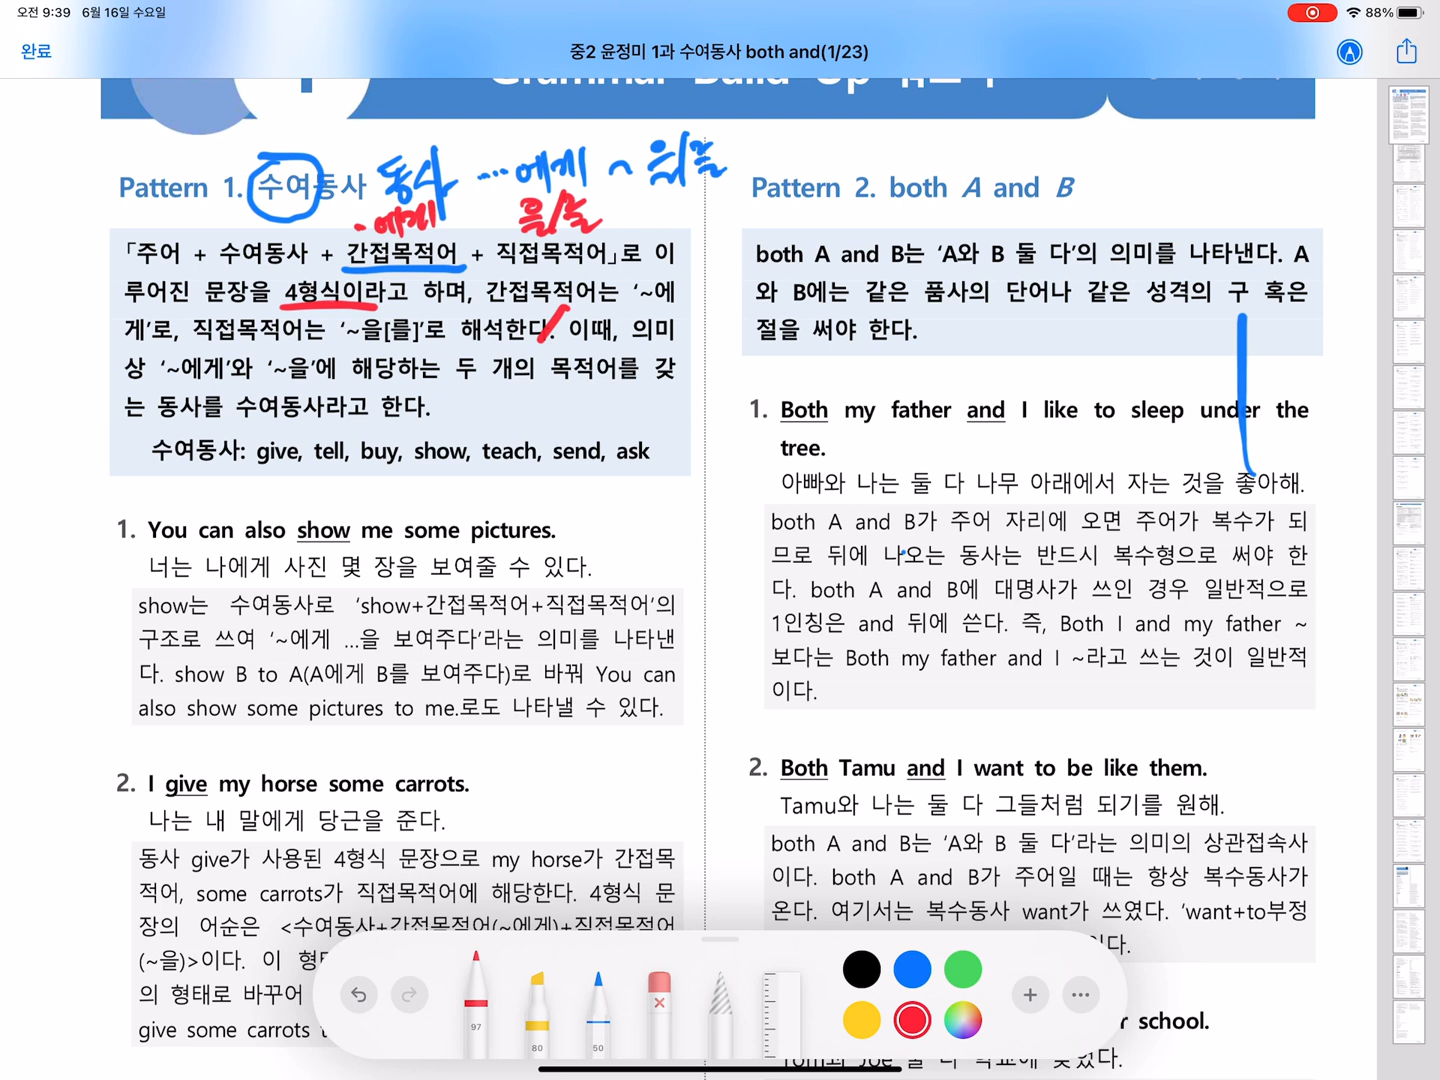 오전 9:39 6월 16일 수요일
88%
완료
중2 윤정미 1과 수여동사 both and(1/23)
Grammar Build Up
Pattern 1. 수여동사
동사 …에게 ~ 을/를
-에게 을/를
「주어 + 수여동사 + 간접목적어 + 직접목적어」로 이
루어진 문장을 4형식이라고 하며, 간접목적어는 ‘~에
게’로, 직접목적어는 ‘~을[를]’로 해석한다. 이때, 의미
상 ‘~에게’와 ‘~을’에 해당하는 두 개의 목적어를 갖
는 동사를 수여동사라고 한다.
수여동사: give, tell, buy, show, teach, send, ask
1. You can also show me some pictures.
너는 나에게 사진 몇 장을 보여줄 수 있다.
show는 수여동사로 ‘show+간접목적어+직접목적어’의
구조로 쓰여 ‘~에게 …을 보여주다’라는 의미를 나타낸
다. show B to A(A에게 B를 보여주다)로 바꿔 You can
also show some pictures to me.로도 나타낼 수 있다.
2. I give my horse some carrots.
나는 내 말에게 당근을 준다.
동사 give가 사용된 4형식 문장으로 my horse가 간접목
적어, some carrots가 직접목적어에 해당한다. 4형식 문
장의 어순은 <수여동사+간접목적어(~에게)+직접목적어
(~을)>이다. 이
의 형태로 바꾸어
give some carrots
Pattern 2. both A and B
both A and B는 ‘A와 B 둘 다’의 의미를 나타낸다. A
와 B에는 같은 품사의 단어나 같은 성격의 구 혹은
절을 써야 한다.
1. Both my father and I like to sleep under the
tree.
아빠와 나는 둘 다 나무 아래에서 자는 것을 좋아해.
both A and B가 주어 자리에 오면 주어가 복수가 되
므로 뒤에 나오는 동사는 반드시 복수형으로 써야 한
다. both A and B에 대명사가 쓰인 경우 일반적으로
1인칭은 and 뒤에 쓴다. 즉, Both I and my father ~
보다는 Both my father and I ~라고 쓰는 것이 일반적
이다.
2. Both Tamu and I want to be like them.
Tamu와 나는 둘 다 그들처럼 되기를 원해.
both A and B는 ‘A와 B 둘 다’라는 의미의 상관접속사
이다. both A and B가 주어일 때는 항상 복수동사가
온다. 여기서는 복수동사 want가 쓰였다. ‘want+to부정
school.
97
80
50